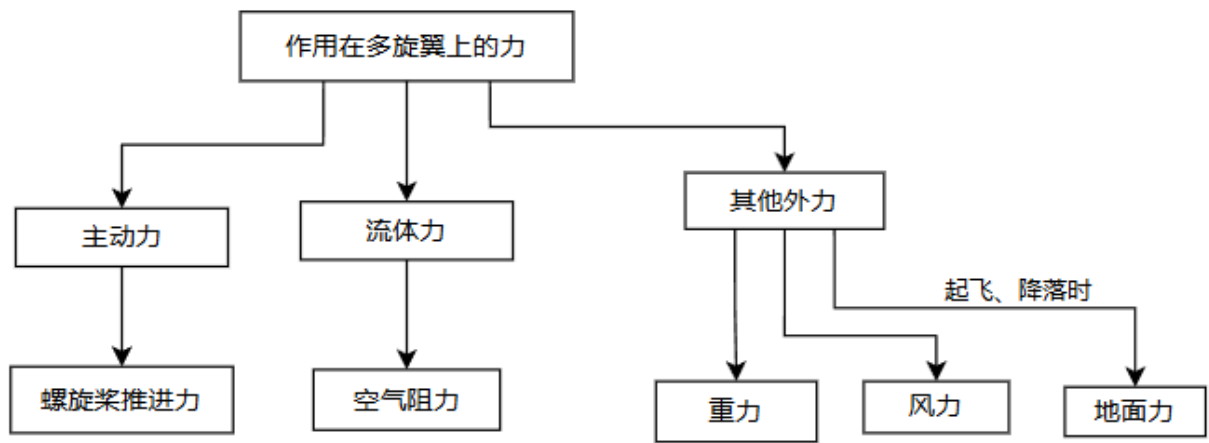 作用在多旋翼上的力
主动力
流体力
其他外力
起飞、降落时
螺旋桨推进力
空气阻力
重力
风力
地面力